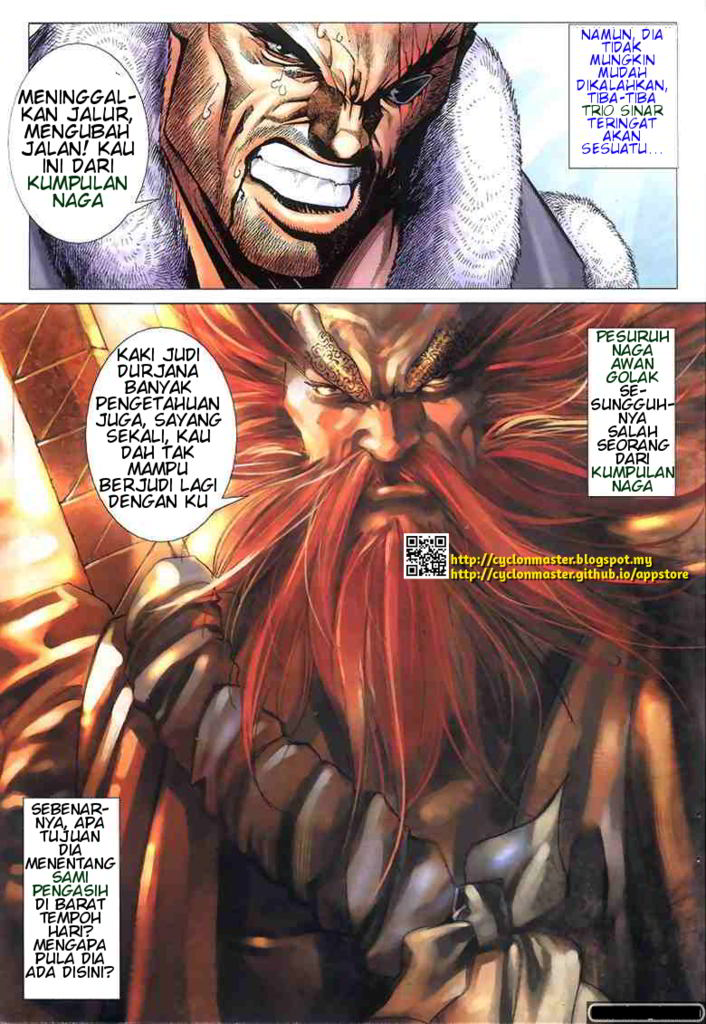 MENINGGAL-
KAN JALUR,
MENGUBAH
JALAN! KAU
INI DARI
KUMPULAN
NAGA
NAMUN, DIA
TIDAK
MUNGKIN
MUDAH
DIKALAHKAN,
TIBA-TIBA
TRIO SINAR
TERINGAT
AKAN
SESUATU...
KAKI JUDI
DURJANA
BANYAK
PENGETAHUAN
JUGA, SAYANG
SEKALI, KAU
DAH TAK
MAMPU
BERJUDI LAGI
DENGAN KU
PESURUH
NAGA
AWAN
GOLAK
SE-
SUNGGUH-
NYA
SALAH
SEORANG
DARI
KUMPULAN
NAGA
http://cyclonmaster.blogspot.my
http://cyclonmaster.github.io/appstore
SEBENAR-
NYA, APA
TUJUAN
DIA
MENENTANG
SAMI
PENGASIH
DI BARAT
TEMPOH
HARI?
MENGAPA
PULA DIA
ADA DISINI?